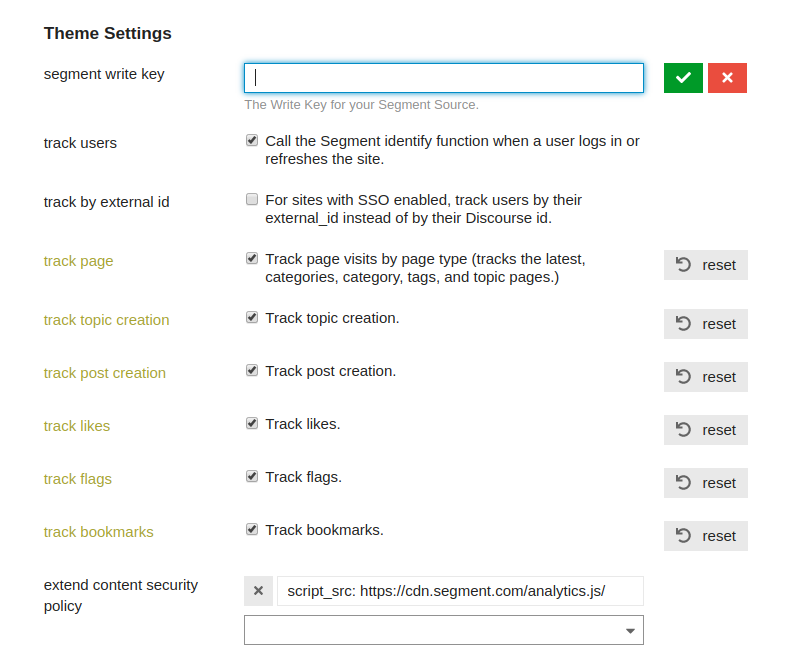 Theme Settings
segment write key
The Write Key for your Segment Source.
track users
Call the Segment identify function when a user logs in or
refreshes the site.
track by external id
For sites with SSO enabled, track users by their
external_id instead of by their Discourse id.
track page
Track page visits by page type (tracks the latest,
categories, category, tags, and topic pages.)
reset
track topic creation
Track topic creation.
reset
track post creation
Track post creation.
reset
track likes
Track likes.
reset
track flags
Track flags.
reset
track bookmarks
Track bookmarks.
reset
extend content security
policy
script_src: https://cdn.segment.com/analytics.js/